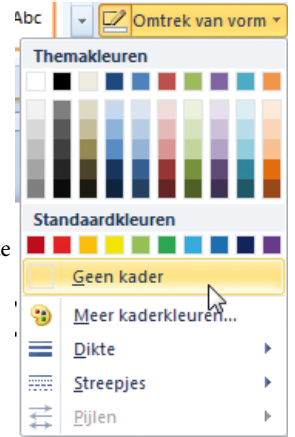 Abc
Omtrek van vorm
Themakleuren
Standaardkleuren
e
Geen kader
Meer kaderkleuren...
Dikte
Streepjes
Pijlen